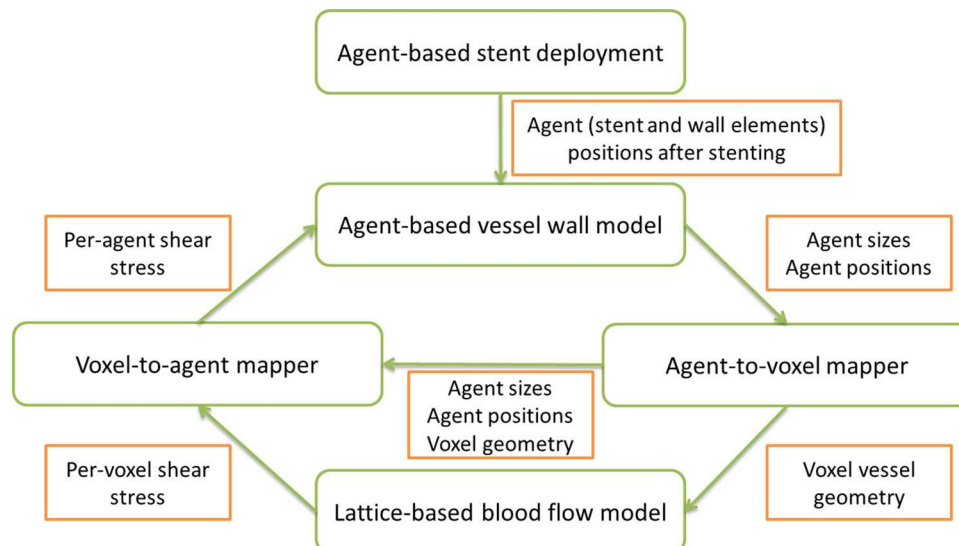 Agent-based stent deployment
Agent (stent and wall elements)
positions after stenting
Agent-based vessel wall model
Per-agent shear
stress
Agent sizes
Agent positions
Voxel-to-agent mapper
Agent-to-voxel mapper
Agent sizes
Agent positions
Voxel geometry
Per-voxel shear
stress
Voxel vessel
geometry
Lattice-based blood flow model